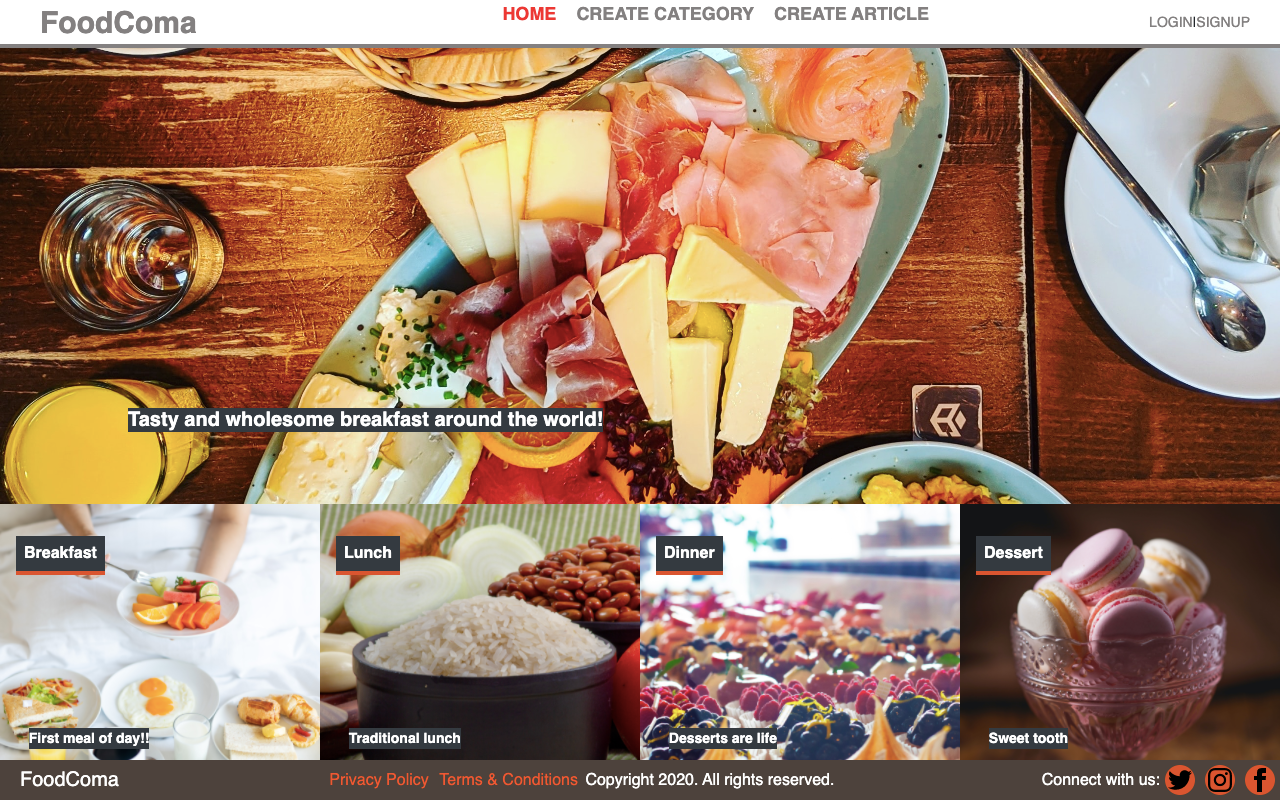 FoodComa
HOME CREATE CATEGORY CREATE ARTICLE
LOGIN|SIGNUP
Tasty and wholesome breakfast around the world!
Breakfast
Lunch
Dinner
Dessert
First meal of day!!
Traditional lunch
Desserts are life
Sweet tooth
FoodComa
Privacy Policy Terms & Conditions Copyright 2020. All rights reserved.
Connect with us: